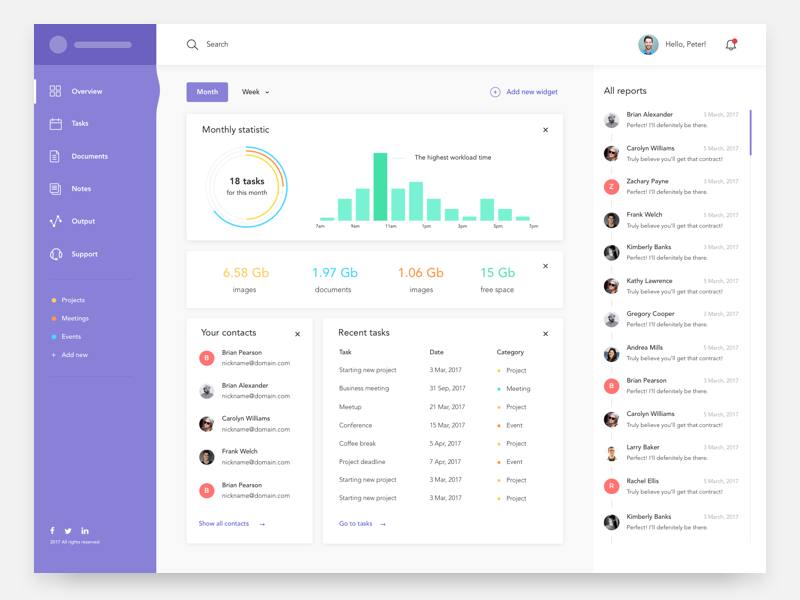 Search
Hello, Peter!
Overview
Tasks
Documents
Notes
Output
Support
Projects
Meetings
Events
+ Add new
2017 All rights reserved
Month
Week
Add new widget
Monthly statistic
18 tasks
for this month
The highest workload time
7am 9am 11am 1pm 3pm 5pm 7pm
6.58 Gb
images
1.97 Gb
documents
1.06 Gb
images
15 Gb
free space
Your contacts
B
Brian Pearson
nickname@domain.com
Brian Alexander
nickname@domain.com
Carolyn Williams
nickname@domain.com
Frank Welch
nickname@domain.com
B
Brian Pearson
nickname@domain.com
Show all contacts →
Recent tasks
Task Date Category
Starting new project 3 Mar, 2017 Project
Business meeting 31 Sep, 2017 Meeting
Meetup 21 Mar, 2017 Project
Conference 15 Mar, 2017 Event
Coffee break 5 Apr, 2017 Project
Project deadline 7 Apr, 2017 Event
Starting new project 3 Mar, 2017 Project
Starting new project 3 Mar, 2017 Project
Go to tasks →
All reports
Brian Alexander 5 March, 2017
Perfect! I'll defenitely be there.
Carolyn Williams 5 March, 2017
Truly believe you'll get that contract!
Z
Zachary Payne 3 March, 2017
Perfect! I'll defenitely be there.
Frank Welch 5 March, 2017
Truly believe you'll get that contract!
Kimberly Banks 3 March, 2017
Perfect! I'll defenitely be there.
Kathy Lawrence 5 March, 2017
Truly believe you'll get that contract!
Gregory Cooper 3 March, 2017
Perfect! I'll defenitely be there.
Andrea Mills 5 March, 2017
Truly believe you'll get that contract!
B
Brian Pearson 3 March, 2017
Perfect! I'll defenitely be there.
Carolyn Williams 5 March, 2017
Truly believe you'll get that contract!
Larry Baker 3 March, 2017
Perfect! I'll defenitely be there.
R
Rachel Ellis 5 March, 2017
Truly believe you'll get that contract!
Kimberly Banks 3 March, 2017
Perfect! I'll defenitely be there.